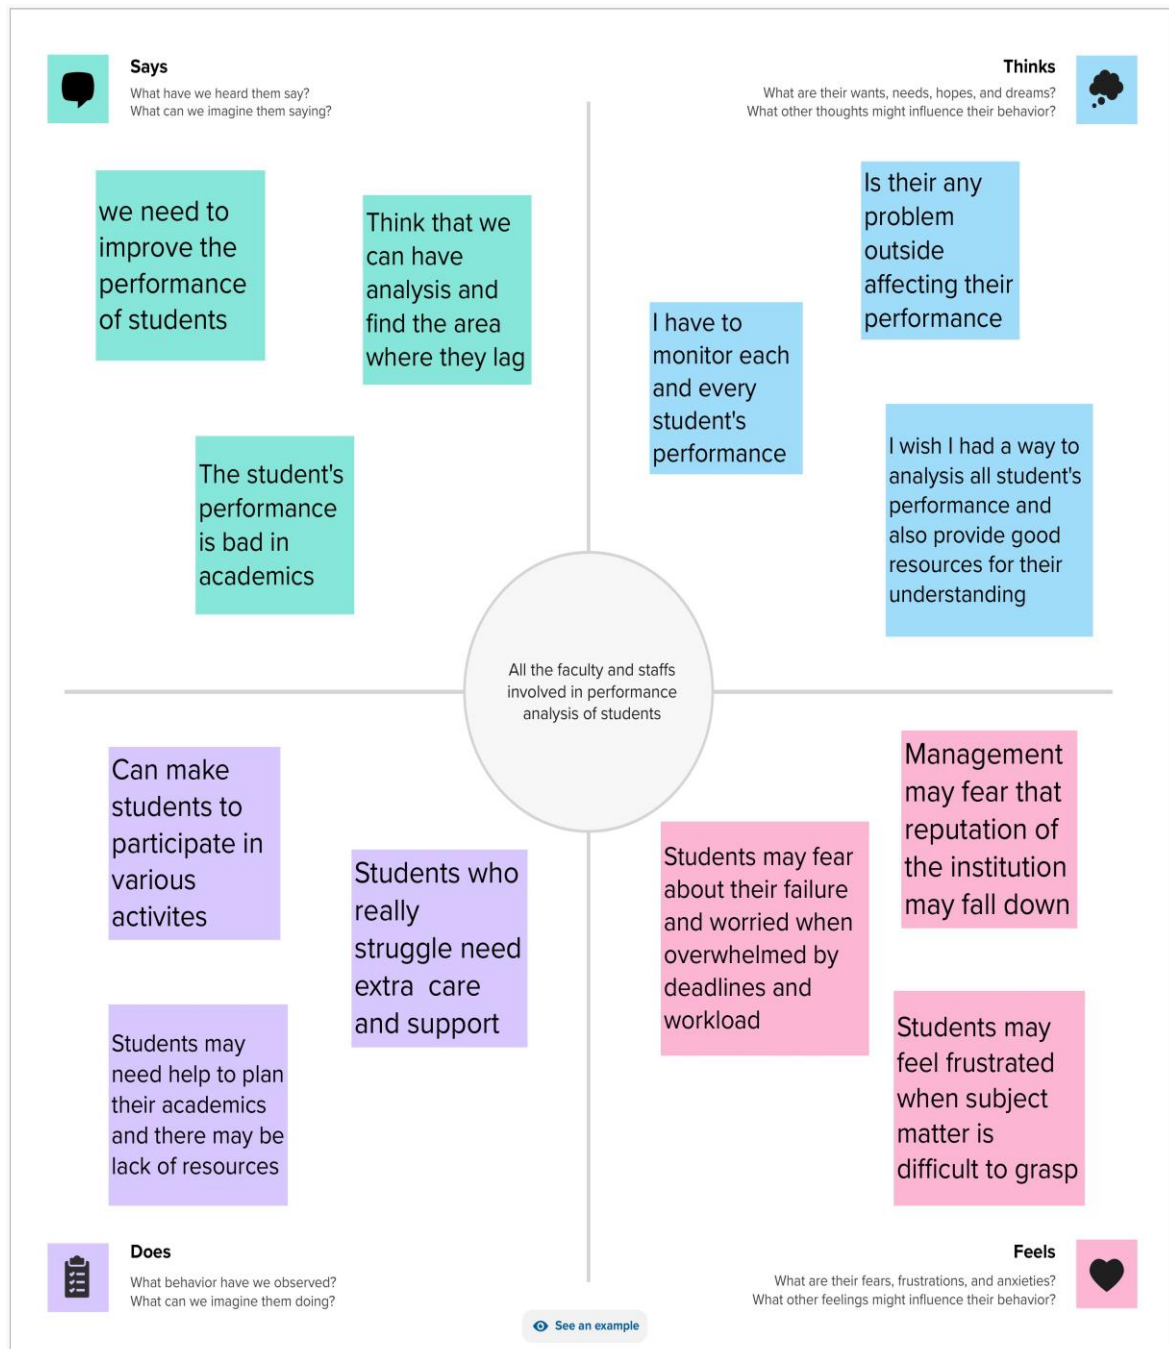 Says
What have we heard them say?
What can we imagine them saying?
Thinks
What are their wants, needs, hopes, and dreams?
What other thoughts might influence their behavior?
we need to
improve the
performance
of students
Think that we
can have
analysis and
find the area
where they lag
The student's
performance
is bad in
academics
Is their any
problem
outside
affecting their
performance
I have to
monitor each
and every
student's
performance
I wish I had a way to
analysis all student's
performance and
also provide good
resources for their
understanding
All the faculty and staffs
involved in performance
analysis of students
Can make
students to
participate in
various
activites
Students who
really
struggle need
extra care
and support
Students may
need help to plan
their academics
and there may be
lack of resources
Management
may fear that
reputation of
the institution
may fall down
Students may fear
about their failure
and worried when
overwhelmed by
deadlines and
workload
Students may
feel frustrated
when subject
matter is
difficult to grasp
Does
What behavior have we observed?
What can we imagine them doing?
Feels
What are their fears, frustrations, and anxieties?
What other feelings might influence their behavior?
See an example